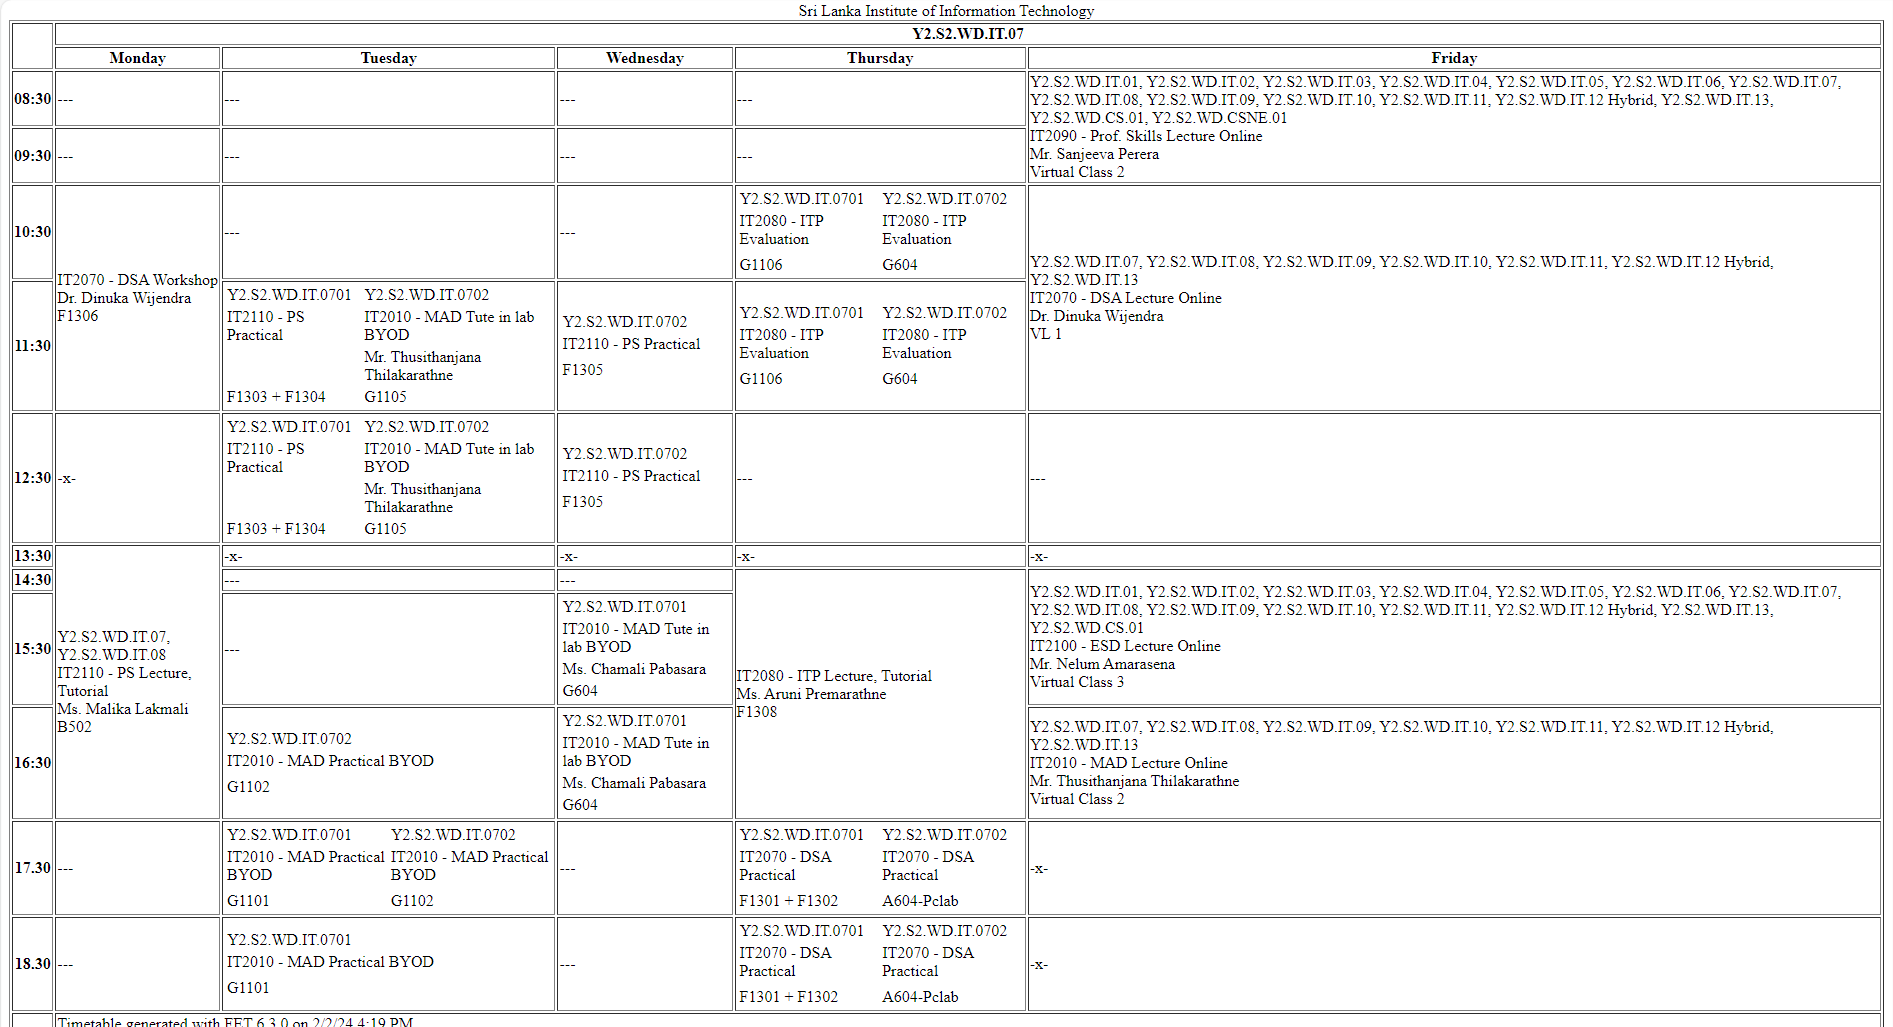 Sri Lanka Institute of Information Technology
Y2.S2.WD.IT.07
Monday Tuesday Wednesday Thursday Friday
08:30
---
---
---
---
Y2.S2.WD.IT.01, Y2.S2.WD.IT.02, Y2.S2.WD.IT.03, Y2.S2.WD.IT.04, Y2.S2.WD.IT.05, Y2.S2.WD.IT.06, Y2.S2.WD.IT.07,
Y2.S2.WD.IT.08, Y2.S2.WD.IT.09, Y2.S2.WD.IT.10, Y2.S2.WD.IT.11, Y2.S2.WD.IT.12 Hybrid, Y2.S2.WD.IT.13,
Y2.S2.WD.CS.01, Y2.S2.WD.CSNE.01
IT2090 - Prof. Skills Lecture Online
Mr. Sanjeeva Perera
Virtual Class 2
09:30
---
---
---
---
10:30
IT2070 - DSA Workshop
Dr. Dinuka Wijendra
F1306
---
---
Y2.S2.WD.IT.0701 Y2.S2.WD.IT.0702
IT2080 - ITP IT2080 - ITP
Evaluation Evaluation
G1106 G604
Y2.S2.WD.IT.07, Y2.S2.WD.IT.08, Y2.S2.WD.IT.09, Y2.S2.WD.IT.10, Y2.S2.WD.IT.11, Y2.S2.WD.IT.12 Hybrid,
Y2.S2.WD.IT.13
IT2070 - DSA Lecture Online
Dr. Dinuka Wijendra
VL 1
11:30
Y2.S2.WD.IT.0701 Y2.S2.WD.IT.0702
IT2110 - PS IT2010 - MAD Tute in lab
Practical BYOD
Mr. Thusithanjana
Thilakarathne
F1303 + F1304 G1105
Y2.S2.WD.IT.0702
IT2110 - PS Practical
F1305
Y2.S2.WD.IT.0701 Y2.S2.WD.IT.0702
IT2080 - ITP IT2080 - ITP
Evaluation Evaluation
G1106 G604
12:30
-x-
Y2.S2.WD.IT.0701 Y2.S2.WD.IT.0702
IT2110 - PS IT2010 - MAD Tute in lab
Practical BYOD
Mr. Thusithanjana
Thilakarathne
F1303 + F1304 G1105
Y2.S2.WD.IT.0702
IT2110 - PS Practical
F1305
---
---
13:30
Y2.S2.WD.IT.07,
Y2.S2.WD.IT.08
IT2110 - PS Lecture,
Tutorial
Ms. Malika Lakmali
B502
-x-
-x-
-x-
-x-
14:30
---
---
IT2080 - ITP Lecture, Tutorial
Ms. Aruni Premarathne
F1308
Y2.S2.WD.IT.01, Y2.S2.WD.IT.02, Y2.S2.WD.IT.03, Y2.S2.WD.IT.04, Y2.S2.WD.IT.05, Y2.S2.WD.IT.06, Y2.S2.WD.IT.07,
Y2.S2.WD.IT.08, Y2.S2.WD.IT.09, Y2.S2.WD.IT.10, Y2.S2.WD.IT.11, Y2.S2.WD.IT.12 Hybrid, Y2.S2.WD.IT.13,
Y2.S2.WD.CS.01
IT2100 - ESD Lecture Online
Mr. Nelum Amarasena
Virtual Class 3
15:30
---
Y2.S2.WD.IT.0701
IT2010 - MAD Tute in
lab BYOD
Ms. Chamali Pabasara
G604
16:30
Y2.S2.WD.IT.0702
IT2010 - MAD Practical BYOD
G1102
Y2.S2.WD.IT.0701
IT2010 - MAD Tute in
lab BYOD
Ms. Chamali Pabasara
G604
Y2.S2.WD.IT.07, Y2.S2.WD.IT.08, Y2.S2.WD.IT.09, Y2.S2.WD.IT.10, Y2.S2.WD.IT.11, Y2.S2.WD.IT.12 Hybrid,
Y2.S2.WD.IT.13
IT2010 - MAD Lecture Online
Mr. Thusithanjana Thilakarathne
Virtual Class 2
17.30
---
Y2.S2.WD.IT.0701 Y2.S2.WD.IT.0702
IT2010 - MAD Practical IT2010 - MAD Practical
BYOD BYOD
G1101 G1102
---
Y2.S2.WD.IT.0701 Y2.S2.WD.IT.0702
IT2070 - DSA IT2070 - DSA
Practical Practical
F1301 + F1302 A604-Pclab
-x-
18.30
---
Y2.S2.WD.IT.0701
IT2010 - MAD Practical BYOD
G1101
---
Y2.S2.WD.IT.0701 Y2.S2.WD.IT.0702
IT2070 - DSA IT2070 - DSA
Practical Practical
F1301 + F1302 A604-Pclab
-x-
Timetable generated with FET 6.3.0 on 2/2/24 4:19 PM